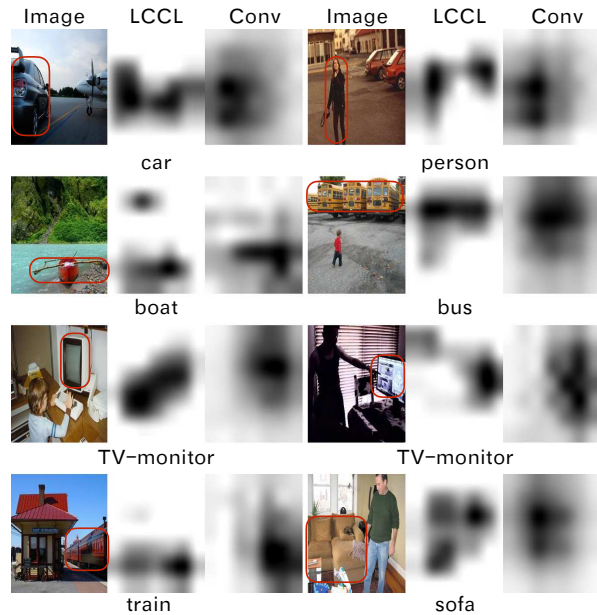 Image LCCL Conv Image LCCL Conv
car person
boat bus
TV-monitor TV-monitor
train sofa